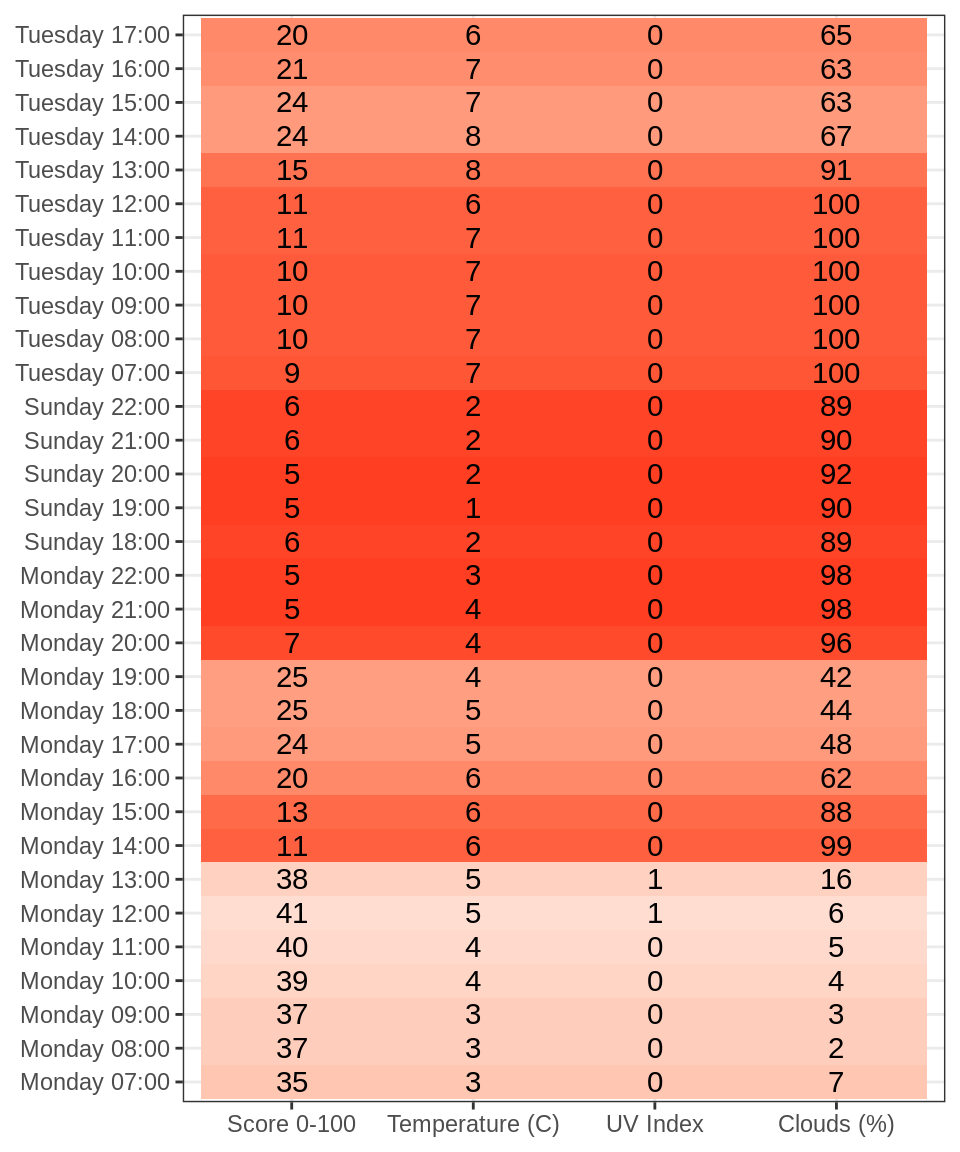 Tuesday 17:00 20 6 0 65
Tuesday 16:00 21 7 0 63
Tuesday 15:00 24 7 0 63
Tuesday 14:00 24 8 0 67
Tuesday 13:00 15 8 0 91
Tuesday 12:00 11 6 0 100
Tuesday 11:00 11 7 0 100
Tuesday 10:00 10 7 0 100
Tuesday 09:00 10 7 0 100
Tuesday 08:00 10 7 0 100
Tuesday 07:00 9 7 0 100
Sunday 22:00 6 2 0 89
Sunday 21:00 6 2 0 90
Sunday 20:00 5 2 0 92
Sunday 19:00 5 1 0 90
Sunday 18:00 6 2 0 89
Monday 22:00 5 3 0 98
Monday 21:00 5 4 0 98
Monday 20:00 7 4 0 96
Monday 19:00 25 4 0 42
Monday 18:00 25 5 0 44
Monday 17:00 24 5 0 48
Monday 16:00 20 6 0 62
Monday 15:00 13 6 0 88
Monday 14:00 11 6 0 99
Monday 13:00 38 5 1 16
Monday 12:00 41 5 1 6
Monday 11:00 40 4 0 5
Monday 10:00 39 4 0 4
Monday 09:00 37 3 0 3
Monday 08:00 37 3 0 2
Monday 07:00 35 3 0 7
Score 0-100 Temperature (C) UV Index Clouds (%)